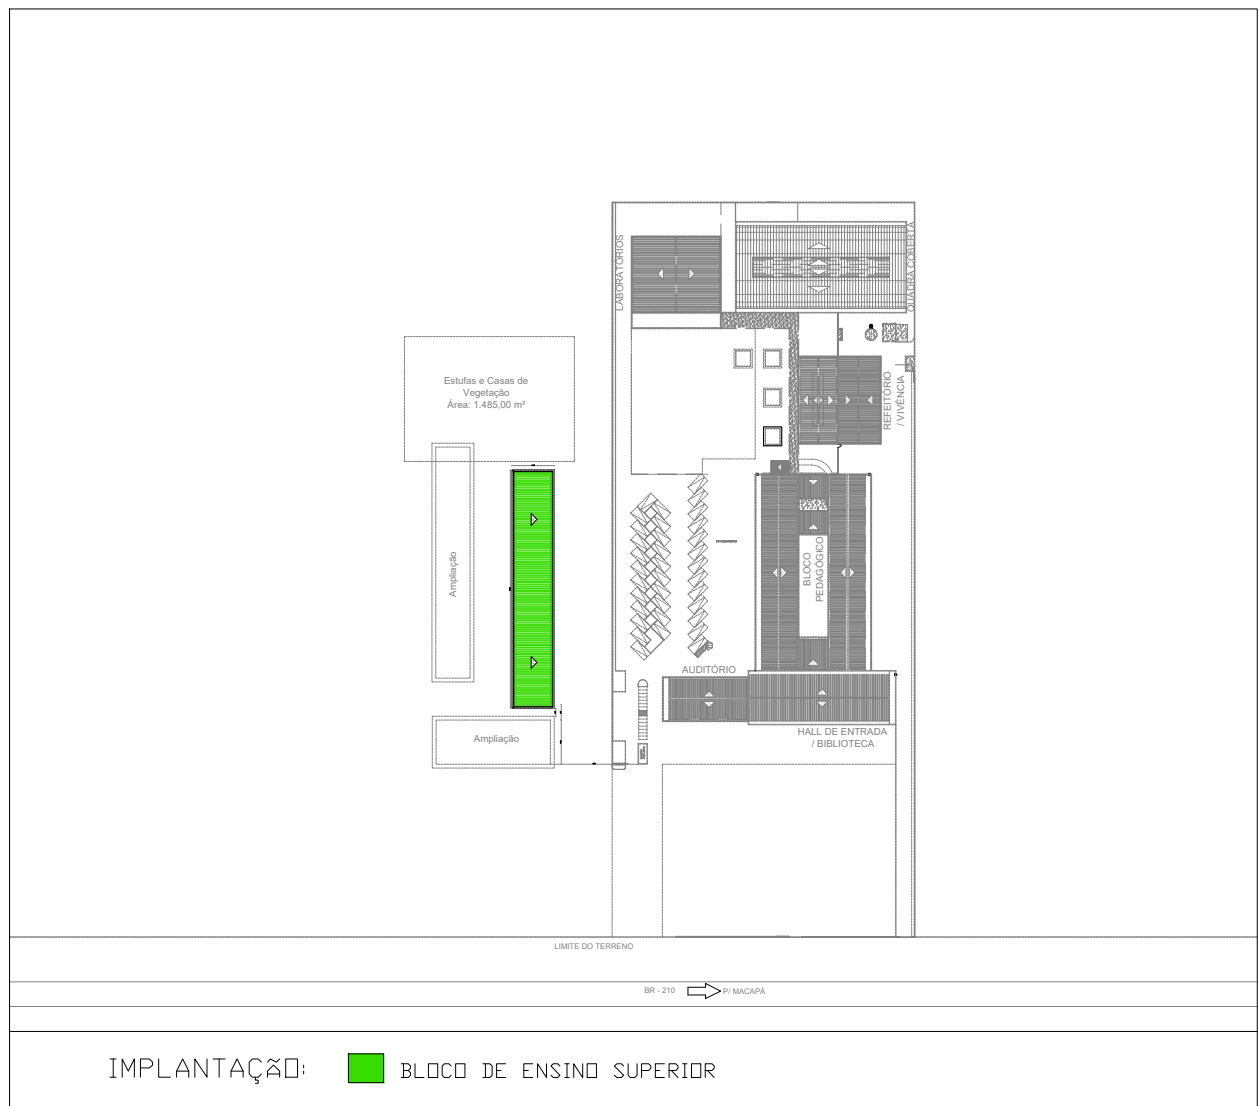 LABORATÓRIOS
QUADRA COBERTA
Estufas e Casas de
Vegetação
Área: 1.485,00 m²
REFEITÓRIO
/ VIVÊNCIA
Ampliação
BLOCO
PEDAGÓGICO
AUDITÓRIO
HALL DE ENTRADA
/ BIBLIOTECA
Ampliação
LIMITE DO TERRENO
BR - 210 P/ MACAPÁ
IMPLANTAÇÃO: BLOCO DE ENSINO SUPERIOR